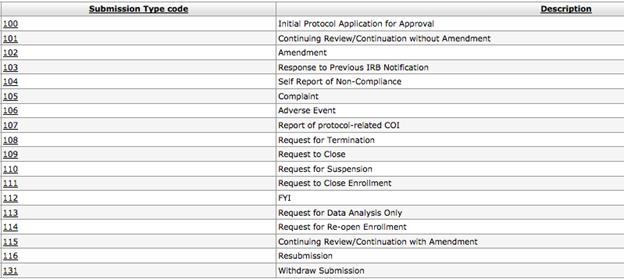 Submission Type code Description
100 Initial Protocol Application for Approval
101 Continuing Review/Continuation without Amendment
102 Amendment
103 Response to Previous IRB Notification
104 Self Report of Non-Compliance
105 Complaint
106 Adverse Event
107 Report of protocol-related COI
108 Request for Termination
109 Request to Close
110 Request for Suspension
111 Request to Close Enrollment
112 FYI
113 Request for Data Analysis Only
114 Request for Re-open Enrollment
115 Continuing Review/Continuation with Amendment
116 Resubmission
131 Withdraw Submission